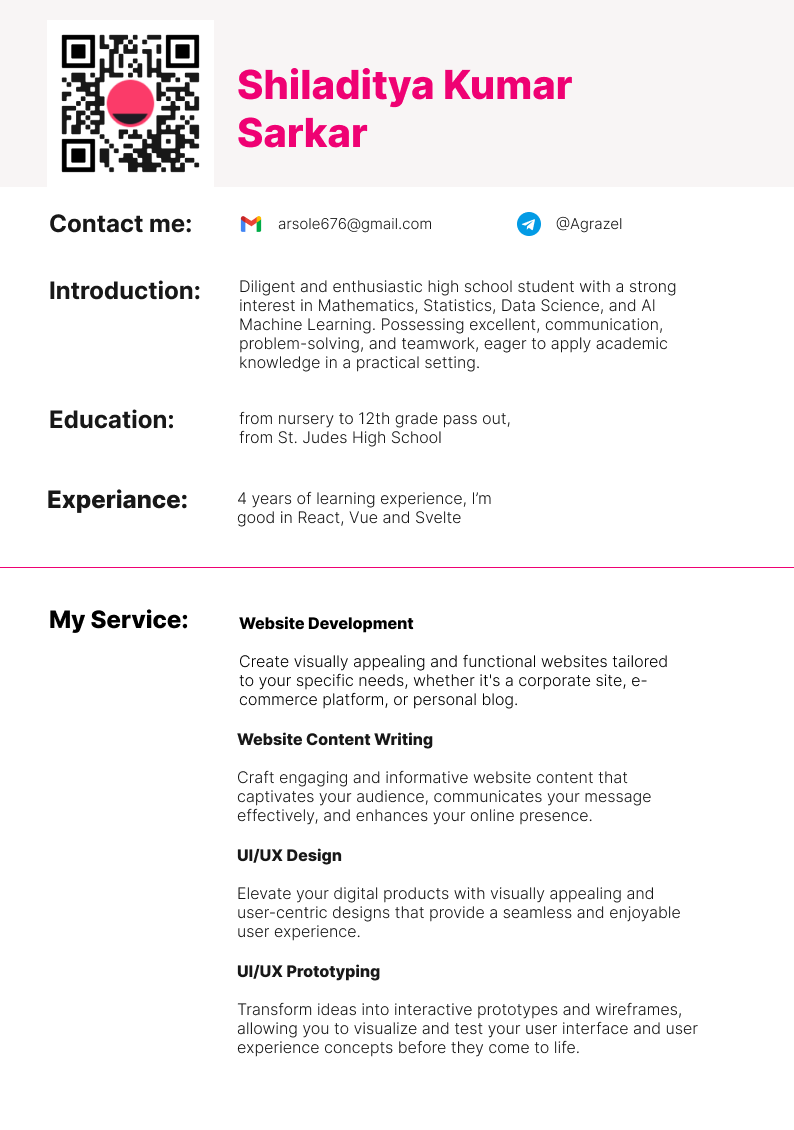 Shiladitya Kumar
Sarkar
Contact me:
arsole676@gmail.com
@Agrazel
Introduction:
Diligent and enthusiastic high school student with a strong
interest in Mathematics, Statistics, Data Science, and AI
Machine Learning. Possessing excellent, communication,
problem-solving, and teamwork, eager to apply academic
knowledge in a practical setting.
Education:
from nursery to 12th grade pass out,
from St. Judes High School
Experiance:
4 years of learning experience, I’m
good in React, Vue and Svelte
My Service:
Website Development
Create visually appealing and functional websites tailored
to your specific needs, whether it's a corporate site, e-
commerce platform, or personal blog.
Website Content Writing
Craft engaging and informative website content that
captivates your audience, communicates your message
effectively, and enhances your online presence.
UI/UX Design
Elevate your digital products with visually appealing and
user-centric designs that provide a seamless and enjoyable
user experience.
UI/UX Prototyping
Transform ideas into interactive prototypes and wireframes,
allowing you to visualize and test your user interface and user
experience concepts before they come to life.